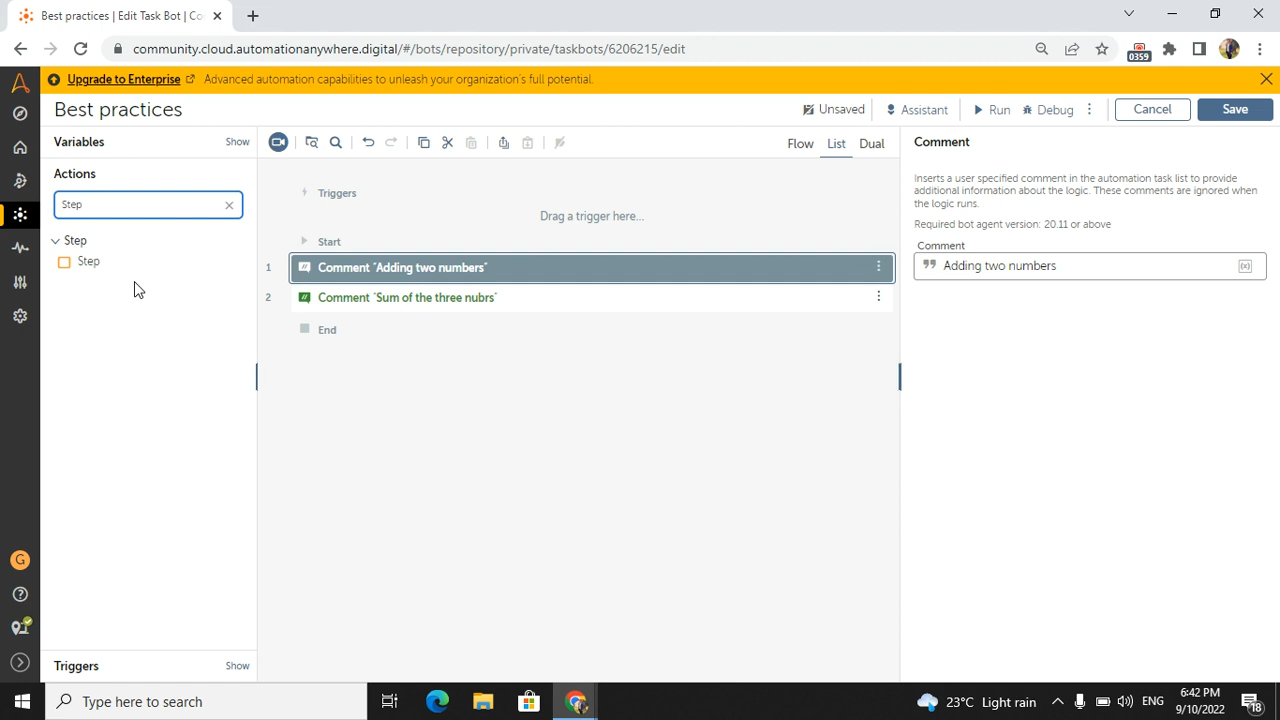 Best practices | Edit Task Bot | Co
community.cloud.automationanywhere.digital/#/bots/repository/private/taskbots/6206215/edit
0359
Upgrade to Enterprise Advanced automation capabilities to unleash your organization's full potential.
Best practices
Unsaved
Assistant
Run
Debug
Cancel
Save
Variables
Show
Flow
List
Dual
Comment
Actions
Step
Step
Step
Triggers
Drag a trigger here...
Start
1 Comment "Adding two numbers"
2 Comment "Sum of the three nubrs"
End
Inserts a user specified comment in the automation task list to provide
additional information about the logic. These comments are ignored when
the logic runs.
Required bot agent version: 20.11 or above
Comment
Adding two numbers
(x)
G
Triggers
Show
Type here to search
23°C Light rain
ENG
6:42 PM
9/10/2022
18